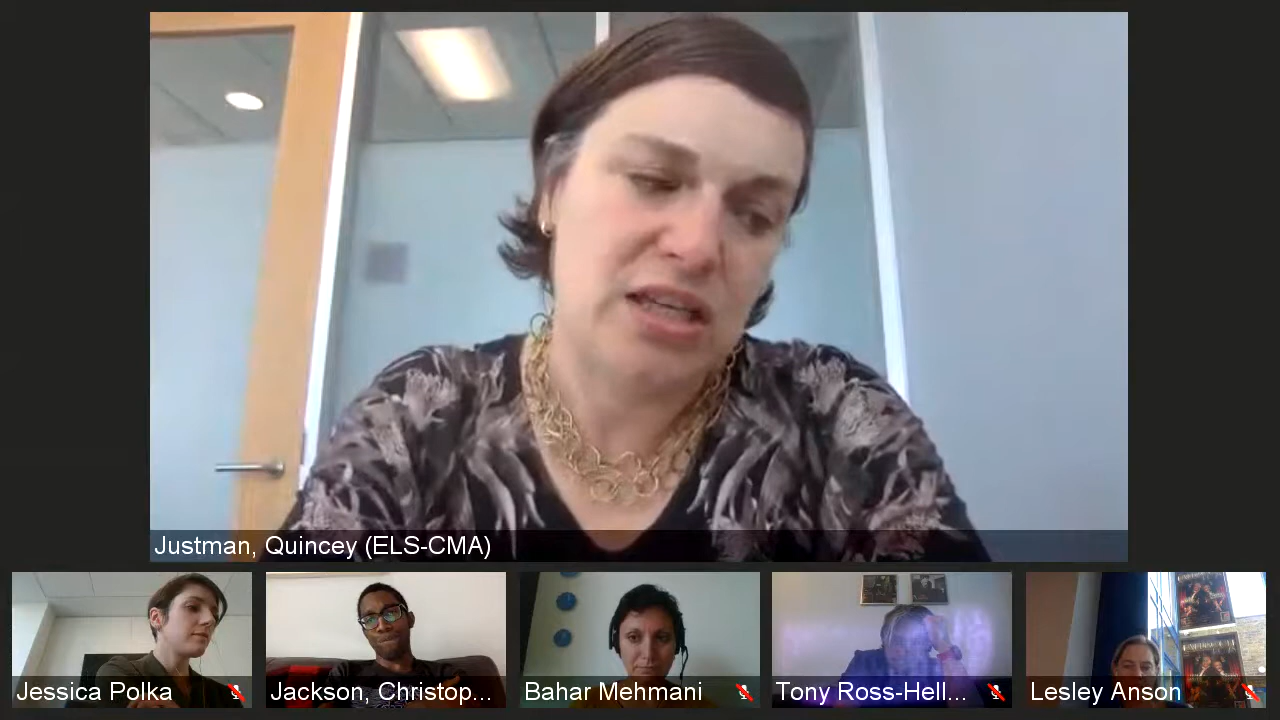 Justman, Quincey (ELS-CMA)
Jessica Polka
Jackson, Christop...
Bahar Mehmani
Tony Ross-Hell...
Lesley Anson